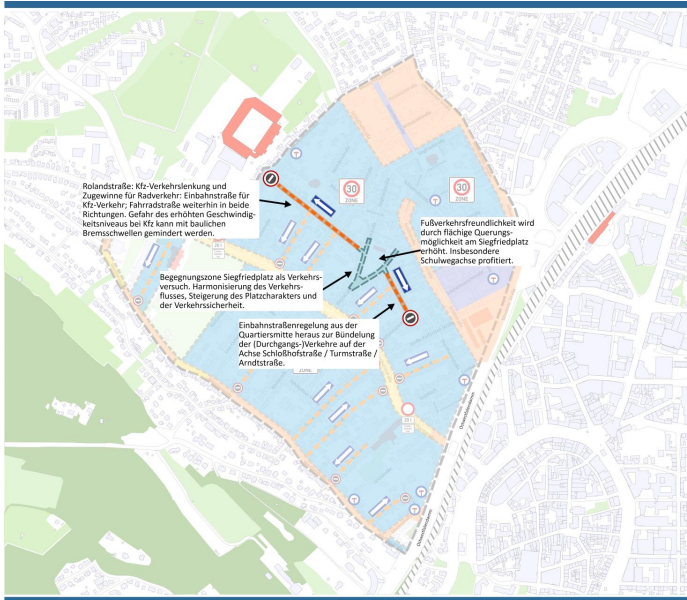 Rolandstraße: Kfz-Verkehrslenkung und
Zugewinne für Radverkehr: Einbahnstraße für
Kfz-Verkehr; Fahrradstraße weiterhin in beide
Richtungen. Gefahr des erhöhten Geschwindig-
keitsniveaus bei Kfz kann mit baulichen
Bremsschwellen gemindert werden.
30
ZONE
30
ZONE
Fußverkehrsfreundlichkeit wird
durch flächige Querungs-
möglichkeit am Siegfriedplatz
erhöht. Insbesondere
Schulwegachse profitiert.
Begegnungszone Siegfriedplatz als Verkehrs-
versuch. Harmonisierung des Verkehrs-
flusses, Steigerung des Platzcharakters und
der Verkehrssicherheit.
Einbahnstraßenregelung aus der
Quartiersmitte heraus zur Bündelung
der (Durchgangs-)Verkehre auf der
Achse Schloßhofstraße / Turmstraße /
Arndtstraße.
ZONE
Ostwestfalendamm
Ostwestfalendamm